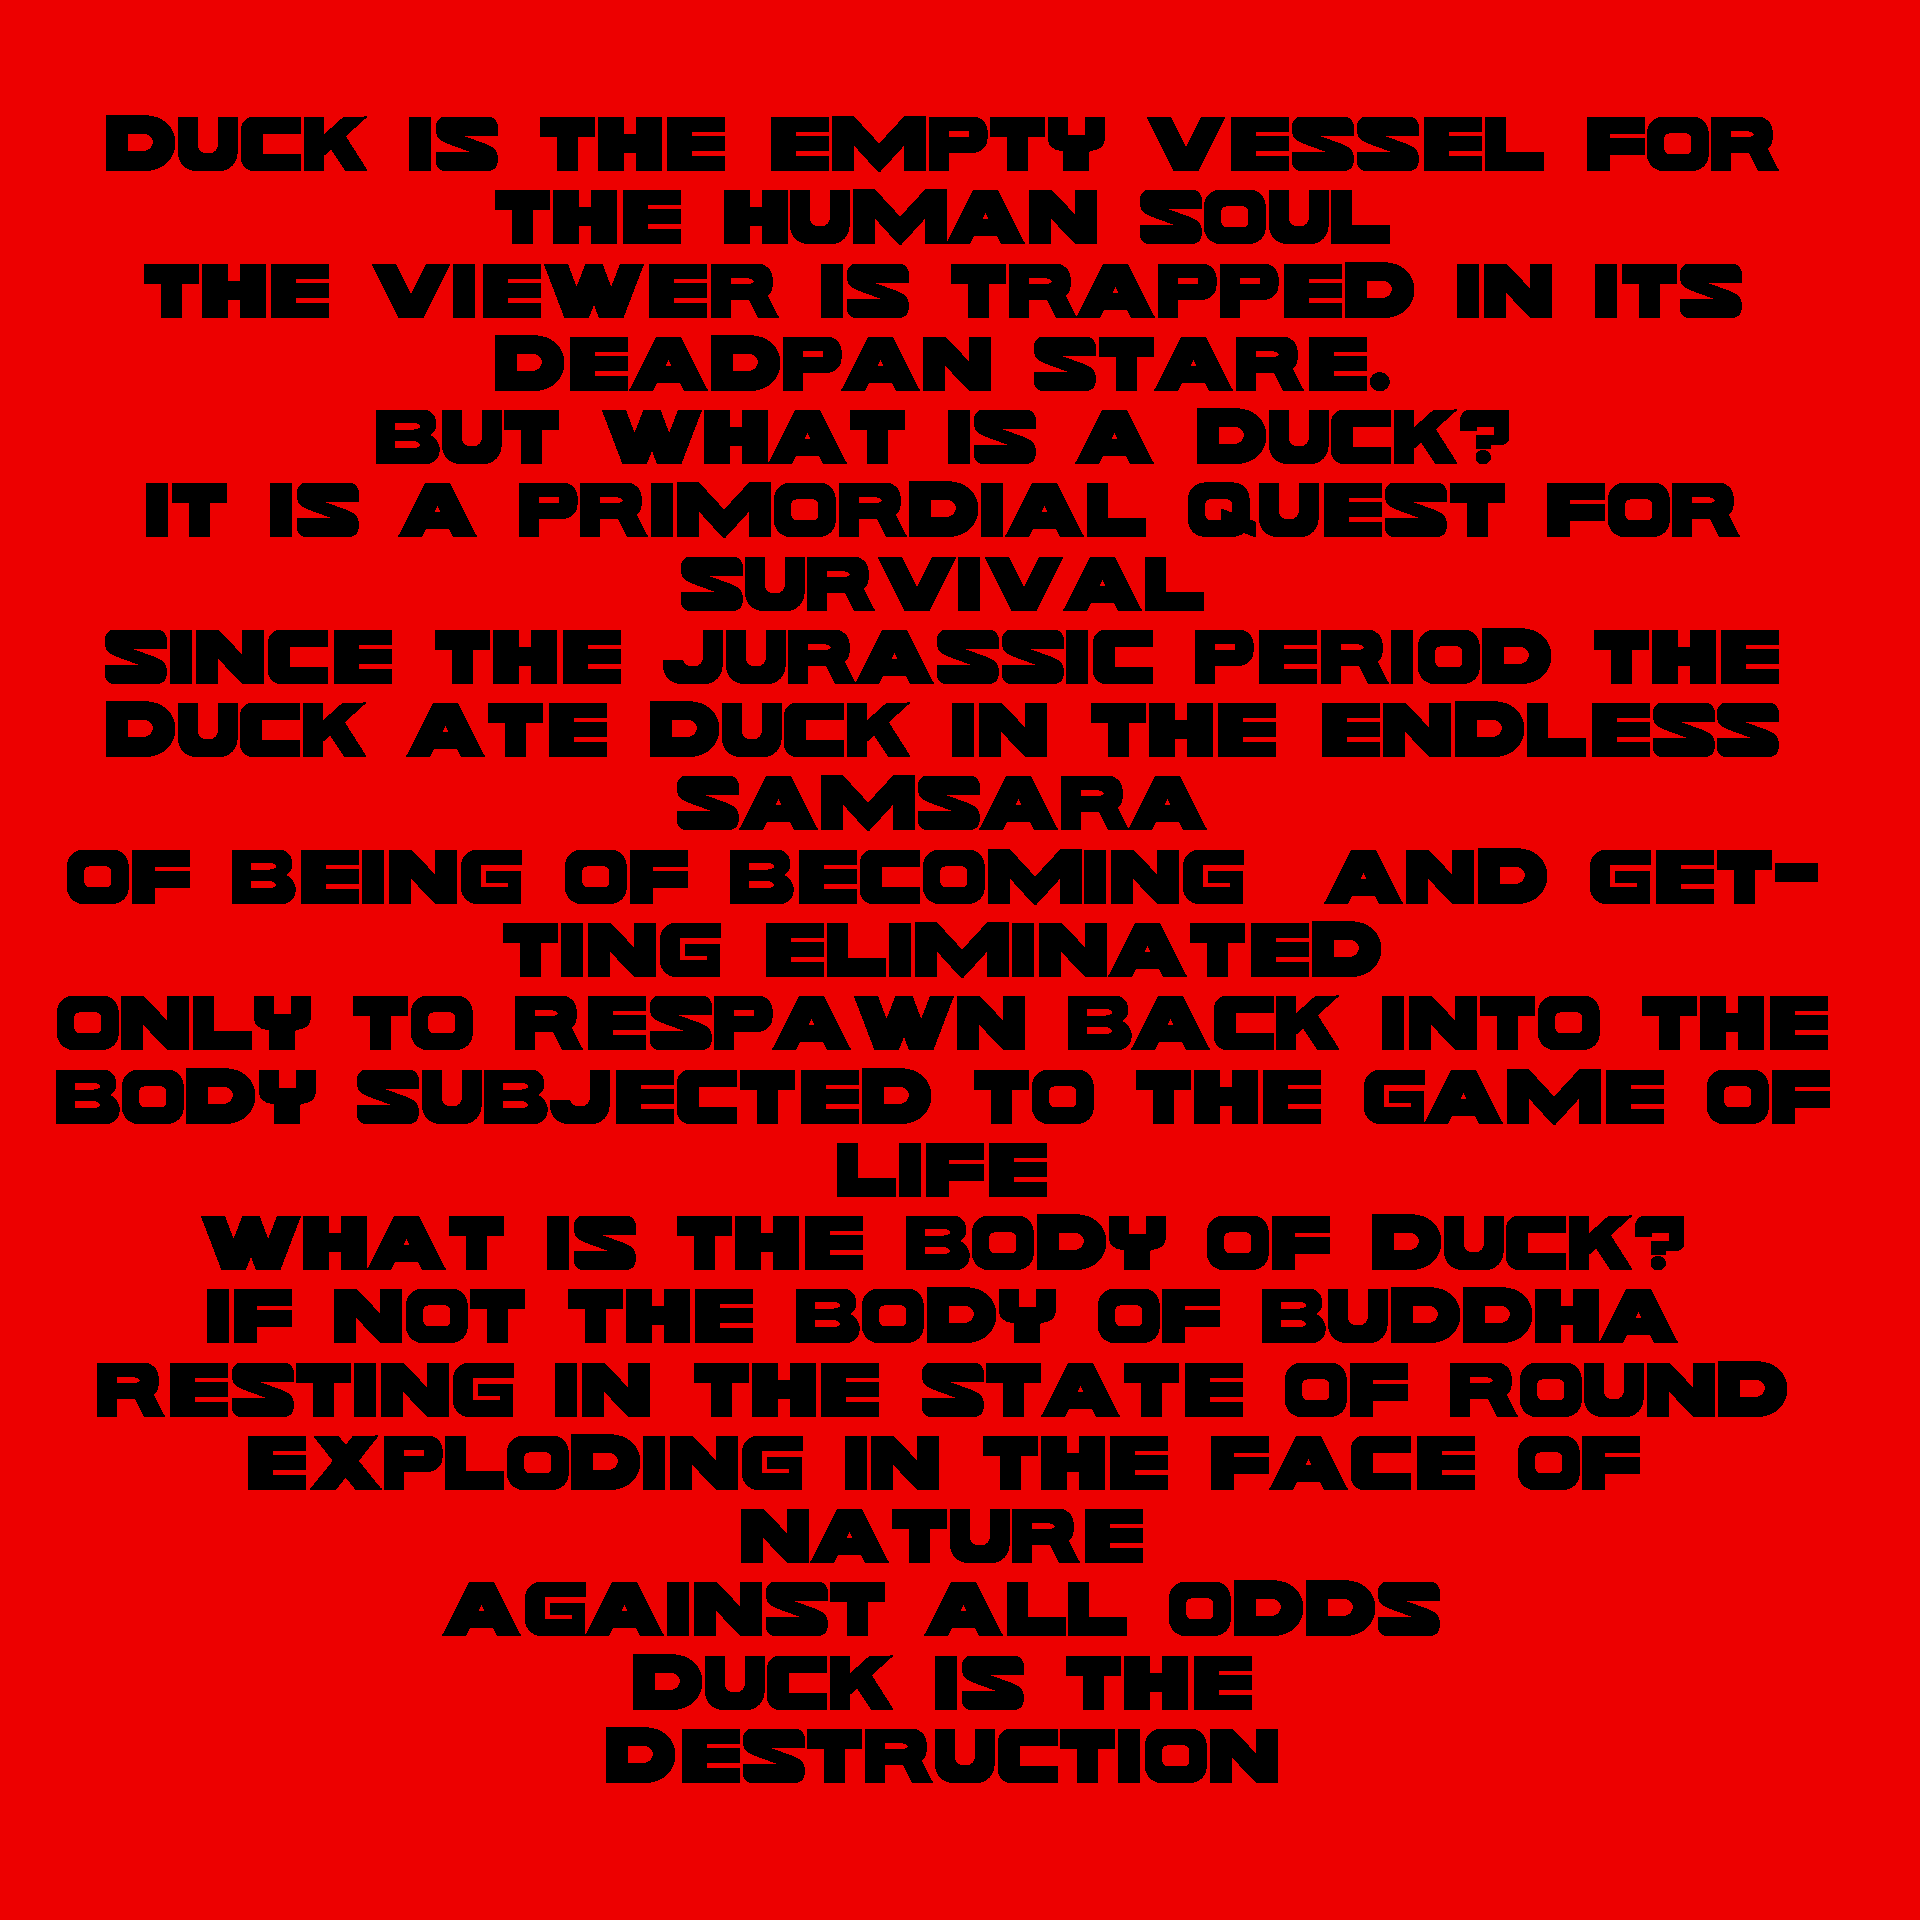 DUCK IS THE EMPTY VESSEL FOR
THE HUMAN SOUL
THE VIEWER IS TRAPPED IN ITS
DEADPAN STARE.
BUT WHAT IS A DUCK?
IT IS A PRIMORDIAL QUEST FOR
SURVIVAL
SINCE THE JURASSIC PERIOD THE
DUCK ATE DUCK IN THE ENDLESS
SAMSARA
OF BEING OF BECOMING  AND GET-
TING ELIMINATED
ONLY TO RESPAWN BACK INTO THE
BODY SUBJECTED TO THE GAME OF
LIFE
WHAT IS THE BODY OF DUCK?
IF NOT THE BODY OF BUDDHA
RESTING IN THE STATE OF ROUND
EXPLODING IN THE FACE OF
NATURE
AGAINST ALL ODDS
DUCK IS THE
DESTRUCTION